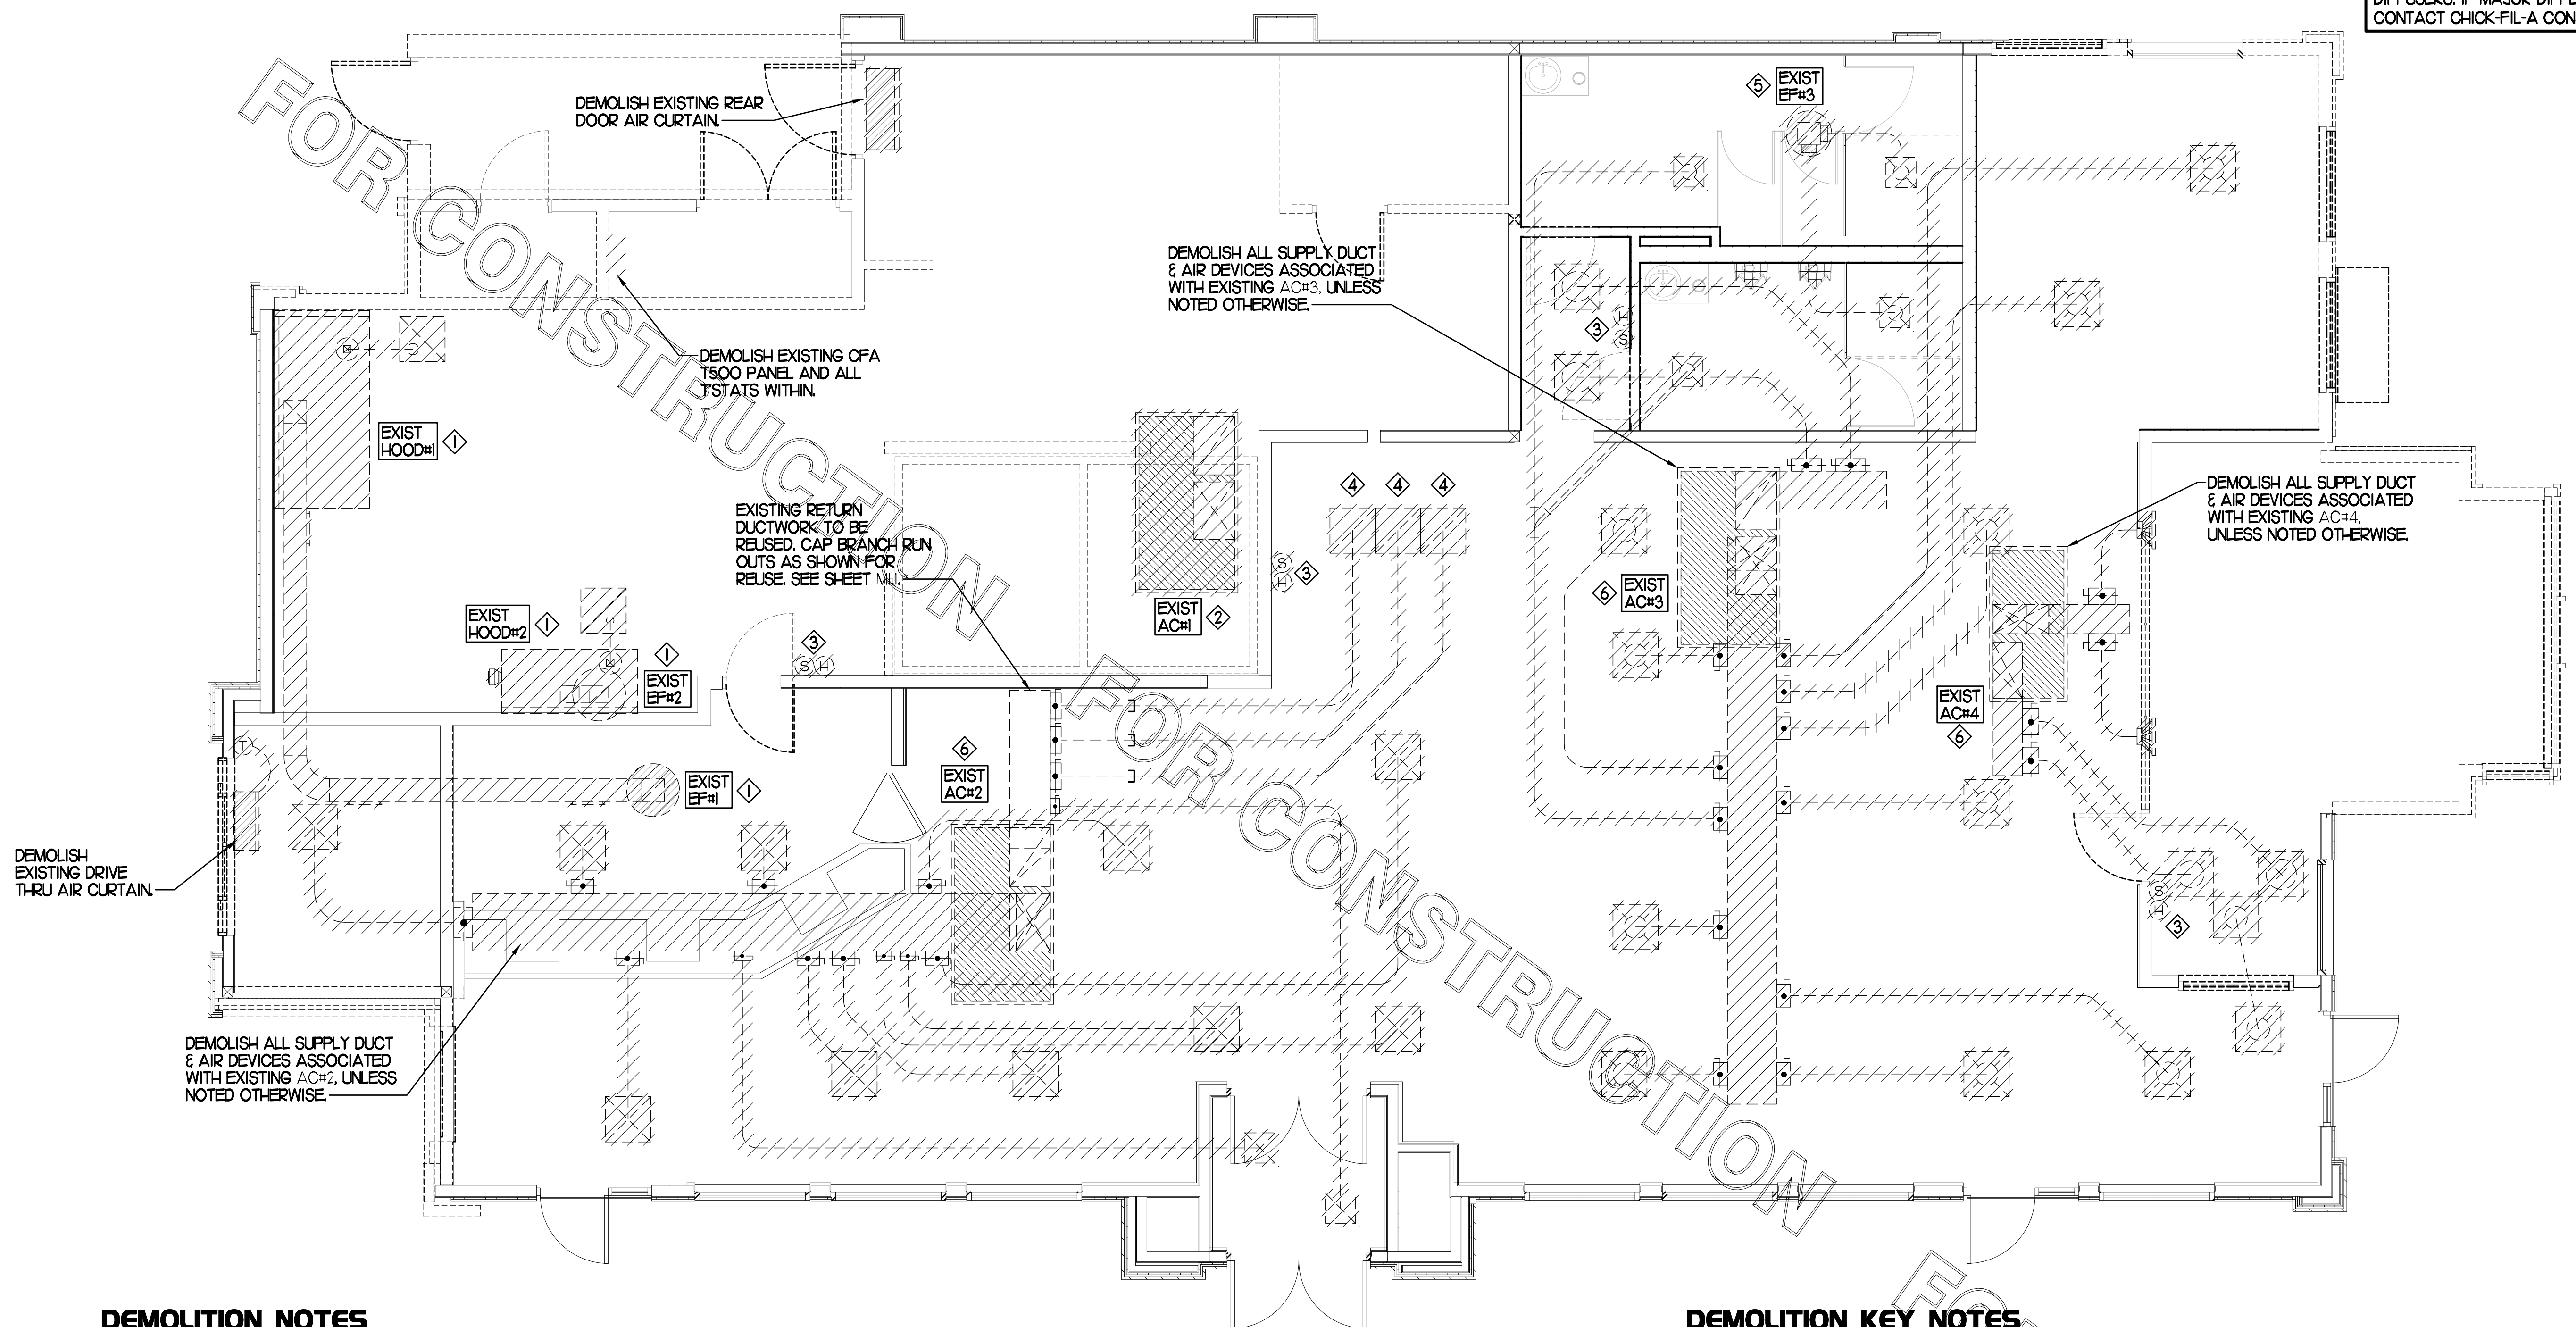 CONTACT CHICK-FIL-A CON
DEMOLISH EXISTING REAR
DOOR AIR CURTAIN.
5
EXIST
EF#3
FOR CONSTRUCTION
DEMOLISH ALL SUPPLY DUCT
& AIR DEVICES ASSOCIATED
WITH EXISTING AC#3, UNLESS
NOTED OTHERWISE.
3
H
S
DEMOLISH EXISTING CFA
T500 PANEL AND ALL
T'STATS WITHIN.
EXIST
HOOD#1
1
EXISTING RETURN
DUCTWORK TO BE
REUSED. CAP BRANCH RUN
OUTS AS SHOWN FOR
REUSE. SEE SHEET M1.1.
4
4
4
DEMOLISH ALL SUPPLY DUCT
& AIR DEVICES ASSOCIATED
WITH EXISTING AC#4,
UNLESS NOTED OTHERWISE.
S
H
3
EXIST
AC#1
2
6
EXIST
AC#3
EXIST
HOOD#2
1
1
EXIST
EF#2
3
S H
EXIST
AC#4
6
FOR CONSTRUCTION
T
6
EXIST
AC#2
EXIST
EF#1
1
DEMOLISH
EXISTING DRIVE
THRU AIR CURTAIN.
S
H
3
DEMOLISH ALL SUPPLY DUCT
& AIR DEVICES ASSOCIATED
WITH EXISTING AC#2, UNLESS
NOTED OTHERWISE.
DEMOLITION NOTES
DEMOLITION KEY NOTES